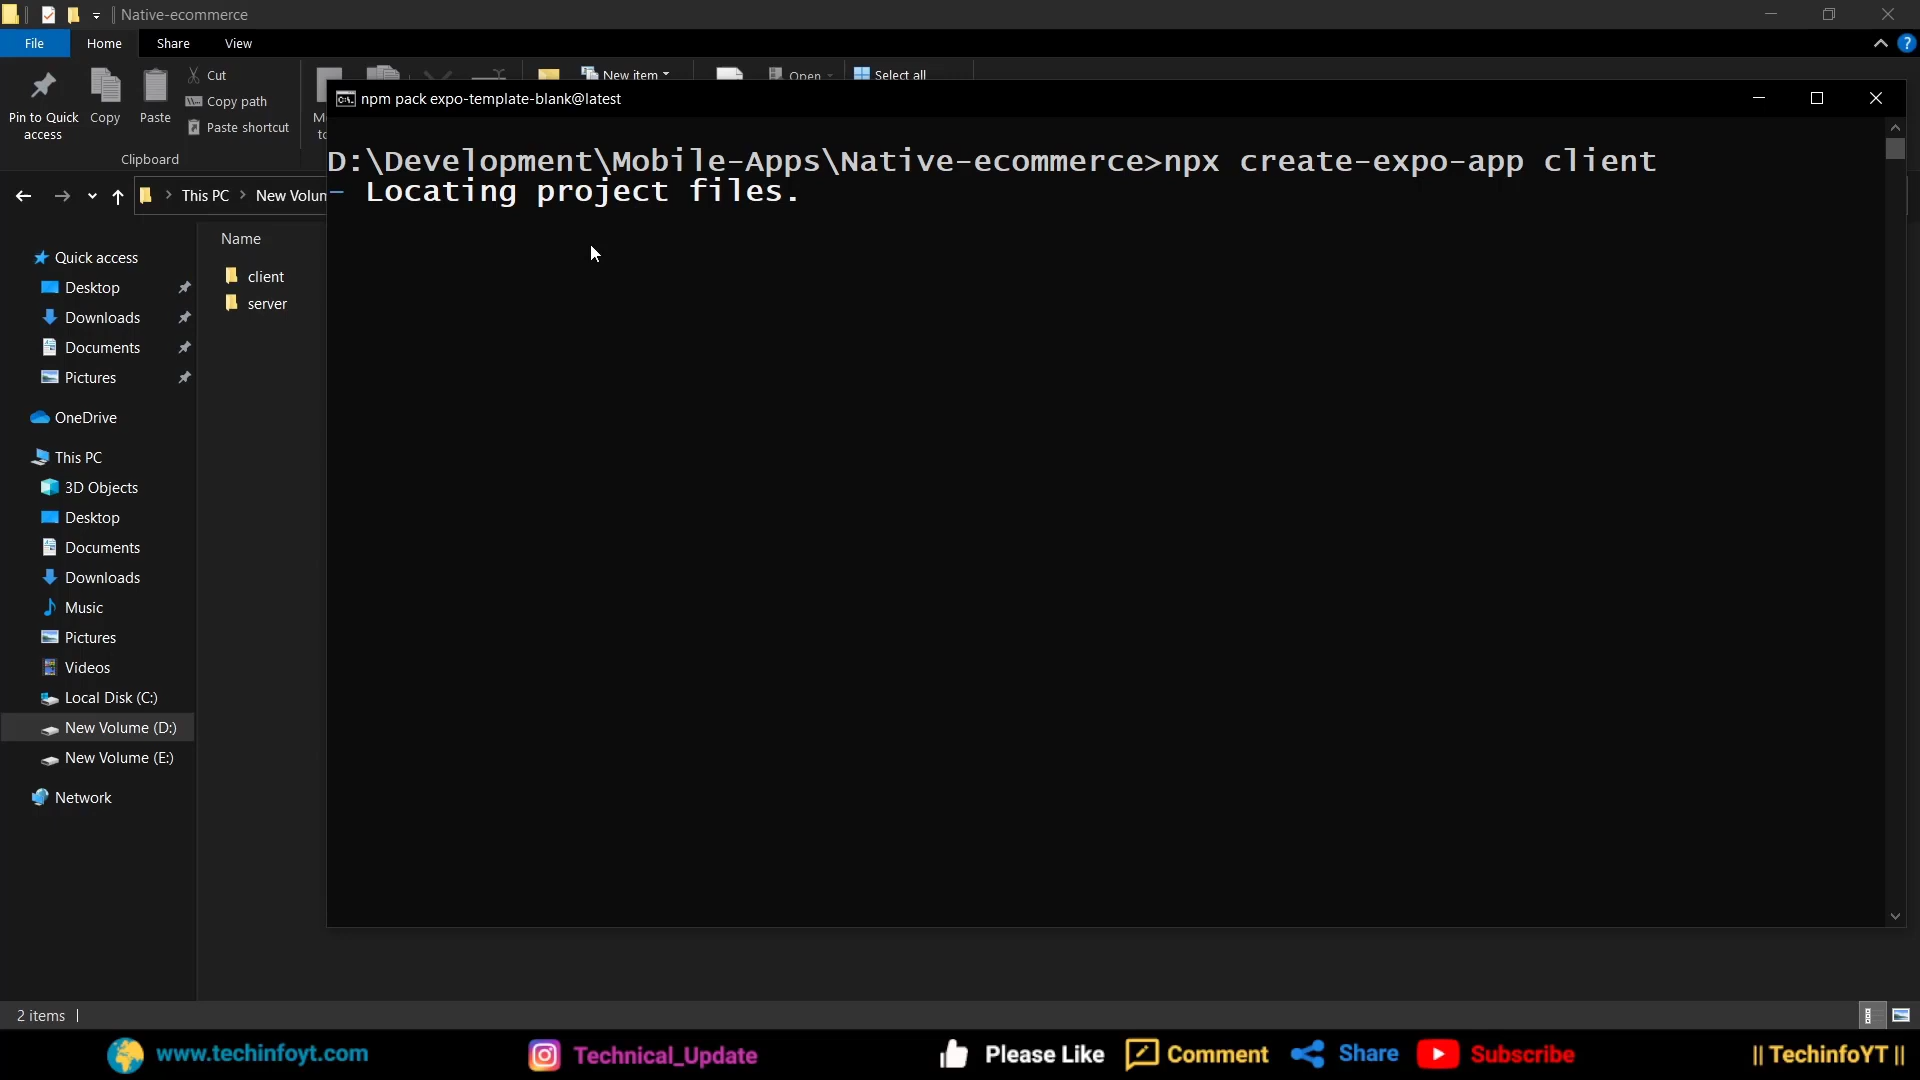 Native-ecommerce
File Home Share View
Pin to Quick access
Copy
Paste
Cut
Copy path
Paste shortcut
Clipboard
New item
Open
Select all
npm pack expo-template-blank@latest
D:\Development\Mobile-Apps\Native-ecommerce>npx create-expo-app client
- Locating project files.
This PC > New Volum
Name
client
server
Quick access
Desktop
Downloads
Documents
Pictures
OneDrive
This PC
3D Objects
Desktop
Documents
Downloads
Music
Pictures
Videos
Local Disk (C:)
New Volume (D:)
New Volume (E:)
Network
2 items
www.techinfoyt.com Technical_Update Please Like Comment Share Subscribe || TechinfoYT ||